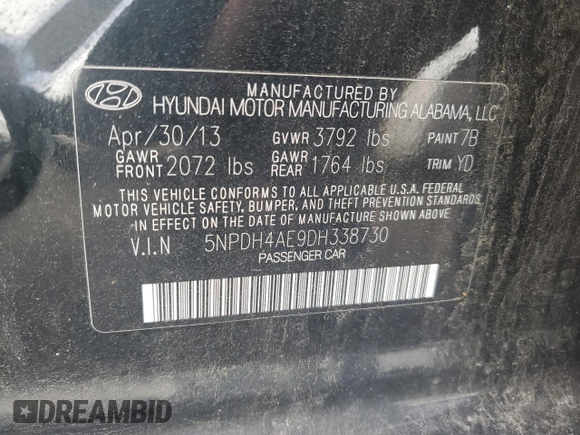 MANUFACTURED BY
HYUNDAI MOTOR MANUFACTURING ALABAMA, LLC
Apr/30/13 GVWR 3792 lbs PAINT 7B
GAWR FRONT 2072 lbs GAWR REAR 1764 lbs TRIM YD
THIS VEHICLE CONFORMS TO ALL APPLICABLE U.S.A. FEDERAL
MOTOR VEHICLE SAFETY, BUMPER, AND THEFT PREVENTION STANDARDS
IN EFFECT ON THE DATE OF MANUFACTURE SHOWN ABOVE
V.I.N 5NPDH4AE9DH338730
PASSENGER CAR
DREAMBID